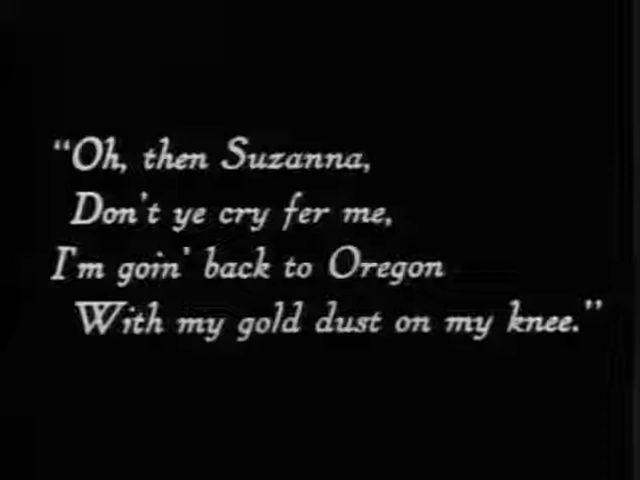 "Oh, then Suzanna,
Don't ye cry fer me,
I'm goin' back to Oregon
With my gold dust on my knee."